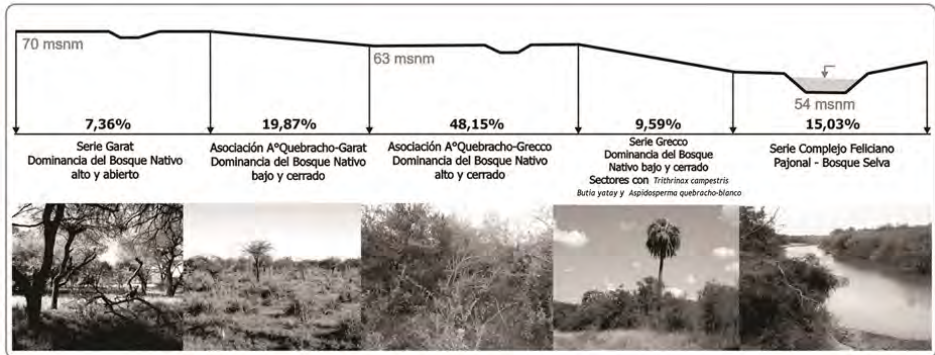 70 msnm
63 msnm
54 msnm
7,36%
19,87%
48,15%
9,59%
15,03%
Serie Garat
Dominancia del Bosque Nativo
alto y abierto
Asociación A°Quebracho-Garat
Dominancia del Bosque Nativo
bajo y cerrado
Asociación A°Quebracho-Grecco
Dominancia del Bosque Nativo
alto y cerrado
Serie Grecco
Dominancia del Bosque
Nativo bajo y cerrado
Sectores con Trithrinax campestris
Butia yatay y Aspidosperma quebracho-blanco
Serie Complejo Feliciano
Pajonal - Bosque Selva